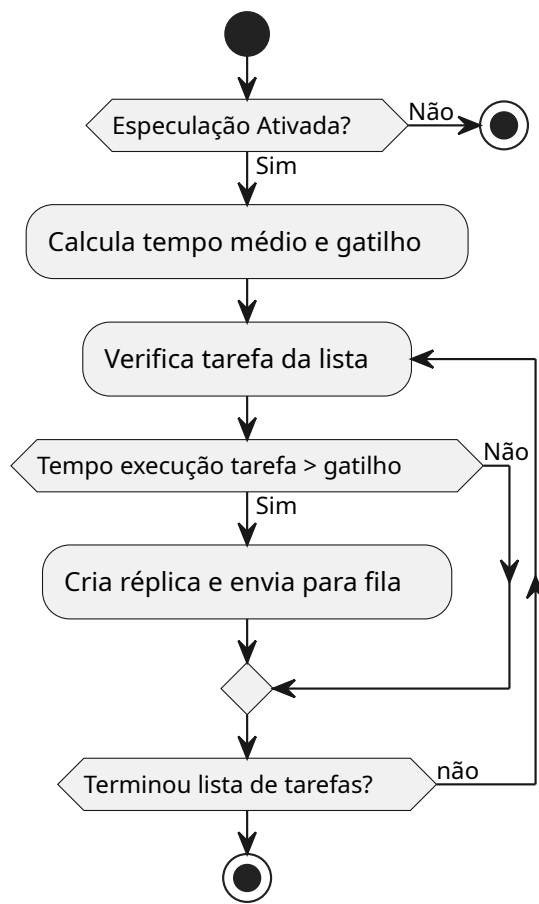 Especulação Ativada?
Não
Sim
Calcula tempo médio e gatilho
Verifica tarefa da lista
Tempo execução tarefa > gatilho
Não
Sim
Cria réplica e envia para fila
Terminou lista de tarefas?
não